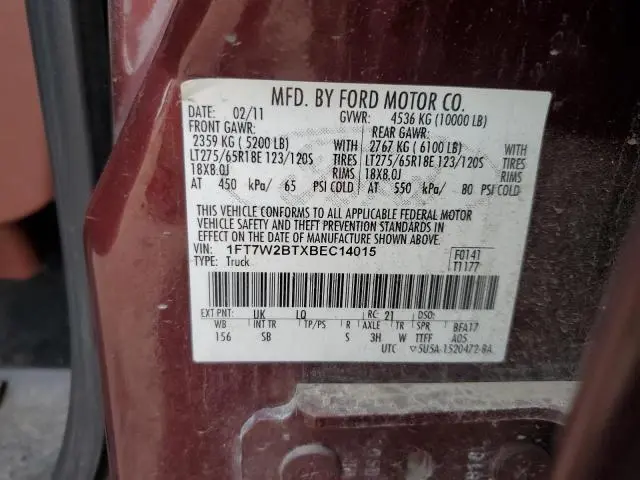 MFD. BY FORD MOTOR CO.
DATE: 02/11 GVWR: 4536 KG (10000 LB)
FRONT GAWR: REAR GAWR:
2359 KG ( 5200 LB) 2767 KG ( 6100 LB)
LT275/65R18E 123/120S TIRES LT275/65R18E 123/120S TIRES
18X8.0J RIMS 18X8.0J RIMS
AT 450 kPa/ 65 PSI COLD AT 550 kPa/ 80 PSI COLD
THIS VEHICLE CONFORMS TO ALL APPLICABLE FEDERAL MOTOR
VEHICLE SAFETY AND THEFT PREVENTION STANDARDS IN
EFFECT ON THE DATE OF MANUFACTURE SHOWN ABOVE.
VIN: 1FT7W2BTXBEC14015 F0141
TYPE: Truck T1177
EXT PNT: UK LQ RC: 21 DSO:
WB INT TR TP/PS R AXLE TR SPR BFA17
156 SB S 3H W TTFF A05
UTC ▽5U5A-1520472-BA